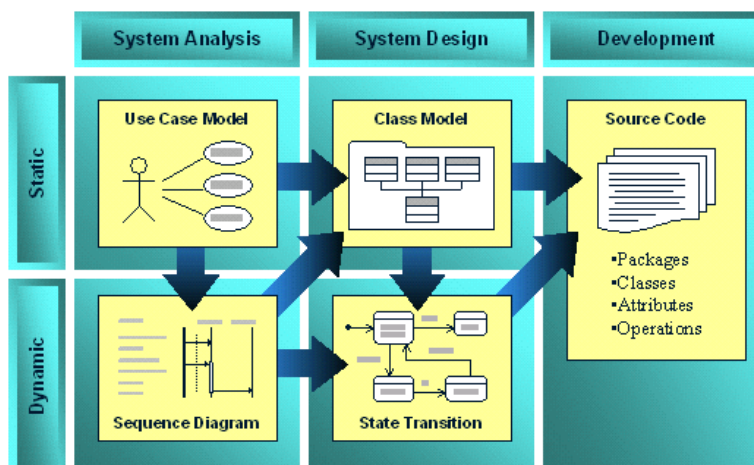 System Analysis
System Design
Development
Static
Use Case Model
Class Model
Source Code
▪Packages
▪Classes
▪Attributes
▪Operations
Dynamic
Sequence Diagram
State Transition